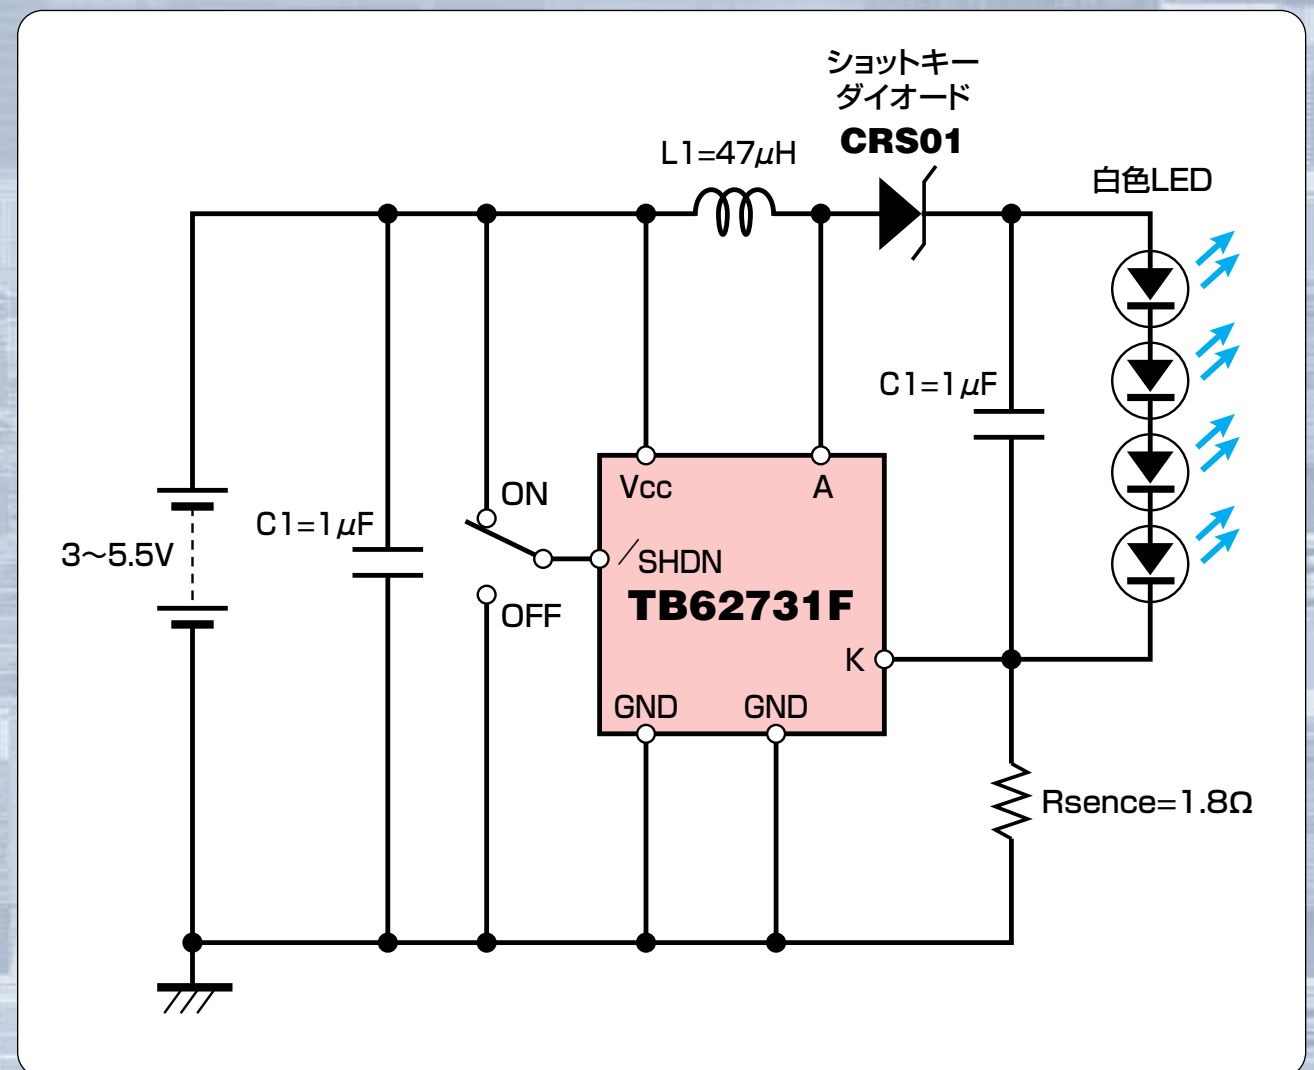 ショットキー
ダイオード
CRS01
L1=47μH
白色LED
C1=1μF
Vcc
A
ON
C1=1μF
3〜5.5V
/SHDN
TB62731F
OFF
K
GND
GND
Rsence=1.8Ω